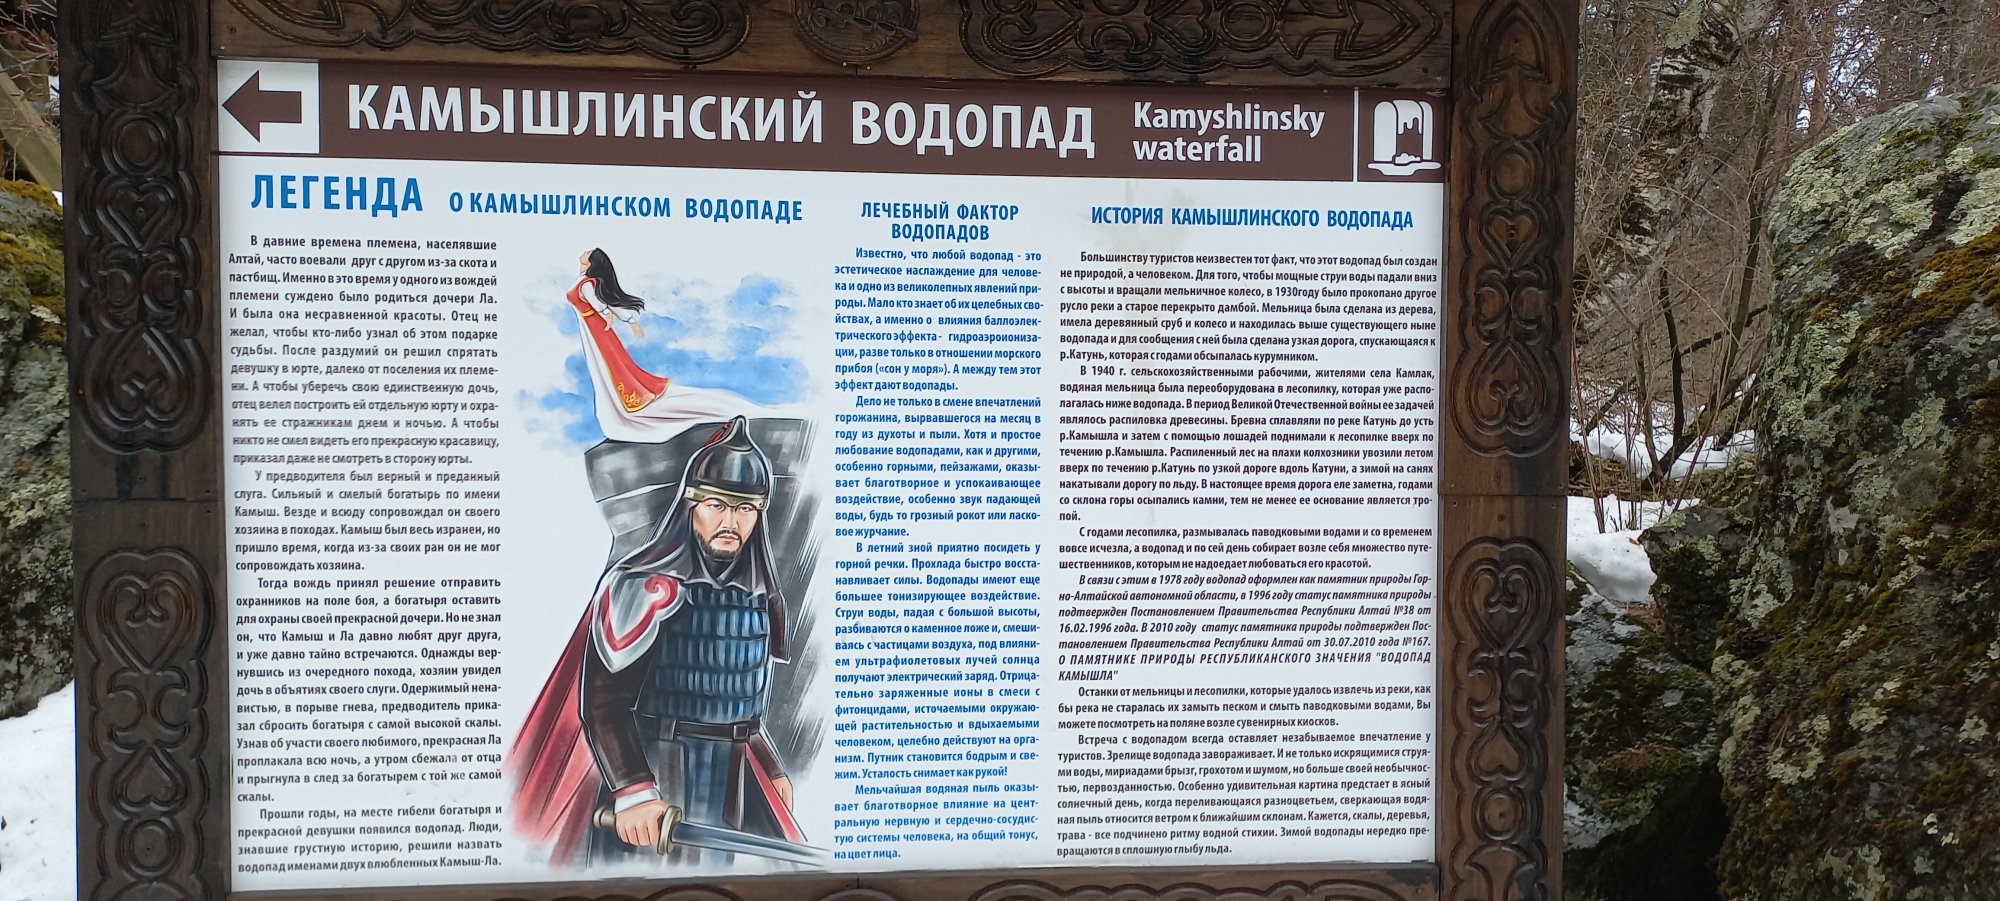 КАМЫШЛИНСКИЙ ВОДОПАД
Kamyshlinsky
waterfall
ЛЕГЕНДА О КАМЫШЛИНСКОМ ВОДОПАДЕ
В давние времена племена, населявшие
Алтай, часто воевали друг с другом из-за скота и
пастбищ. Именно в это время у одного из вождей
племени суждено было родиться дочери Ла.
И была она несравненной красоты. Отец не
желал, чтобы кто-либо узнал об этом подарке
судьбы. После раздумий он решил спрятать
девушку в юрте, далеко от поселения их племе-
ни. А чтобы уберечь свою единственную дочь,
отец велел построить ей отдельную юрту и охра-
нять ее стражникам днем и ночью. А чтобы
никто не смел видеть его прекрасную красавицу,
приказал даже не смотреть в сторону юрты.
У предводителя был верный и преданный
слуга. Сильный и смелый богатырь по имени
Камыш. Везде и всюду сопровождал он своего
хозяина в походах. Камыш был весь изранен, но
пришло время, когда из-за своих ран он не мог
сопровождать хозяина.
Тогда вождь принял решение отправить
охранников на поле боя, а богатыря оставить
для охраны своей прекрасной дочери. Но не знал
он, что Камыш и Ла давно любят друг друга,
и уже давно тайно встречаются. Однажды вер-
нувшись из очередного похода, хозяин увидел
дочь в объятиях своего слуги. Одержимый нена-
вистью, в порыве гнева, предводитель прика-
зал сбросить богатыря с самой высокой скалы.
Узнав об участи своего любимого, прекрасная Ла
проплакала всю ночь, а утром сбежала от отца
и прыгнула в след за богатырем с той же самой
скалы.
Прошли годы, на месте гибели богатыря и
прекрасной девушки появился водопад. Люди,
знавшие грустную историю, решили назвать
водопад именами двух влюбленных Камыш-Ла.
ЛЕЧЕБНЫЙ ФАКТОР
ВОДОПАДОВ
Известно, что любой водопад - это
эстетическое наслаждение для челове-
ка и одно из великолепных явлений при-
роды. Мало кто знает об их целебных сво-
йствах, а именно о влияния баллоэлек-
трического эффекта - гидроаэрониза-
ции, разве только в отношении морского
прибоя («сон у моря»). А между тем этот
эффект дают водопады.
Дело не только в смене впечатлений
горожанина, вырвавшегося на месяц в
году из духоты и пыли. Хотя и простое
любование водопадами, как и другими,
особенно горными, пейзажами, оказы-
вает благотворное и успокаивающее
воздействие, особенно звук падающей
воды, будь то грозный рокот или ласко-
вое журчание.
В летний зной приятно посидеть у
горной речки. Прохлада быстро восста-
навливает силы. Водопады имеют еще
большее тонизирующее воздействие.
Струи воды, падая с большой высоты,
разбиваются о каменное ложе и, смеши-
ваясь с частицами воздуха, под влияни-
ем ультрафиолетовых лучей солнца
получают электрический заряд. Отрица-
тельно заряженные ионы в смеси с
фитонцидами, источаемыми окружаю-
щей растительностью и вдыхаемыми
человеком, целебно действуют на орга-
низм. Путник становится бодрым и све-
жим. Усталость снимает как рукой!
Мельчайшая водяная пыль оказы-
вает благотворное влияние на цент-
ральную нервную и сердечно-сосудис-
тую системы человека, на общий тонус,
на цвет лица.
ИСТОРИЯ КАМЫШЛИНСКОГО ВОДОПАДА
Большинству туристов неизвестен тот факт, что этот водопад был создан
не природой, а человеком. Для того, чтобы мощные струи воды падали вниз
с высоты и вращали мельничное колесо, в 1930году было прокопано другое
русло реки а старое перекрыто дамбой. Мельница была сделана из дерева,
имела деревянный сруб и колесо и находилась выше существующего ныне
водопада и для сообщения с ней была сделана узкая дорога, спускающаяся к
р.Катунь, которая с годами обсыпалась курумником.
В 1940 г. сельскохозяйственными рабочими, жителями села Камлак,
водяная мельница была переоборудована в лесопилку, которая уже распо-
лагалась ниже водопада. В период Великой Отечественной войны ее задачей
являлось распиловка древесины. Бревна сплавляли по реке Катунь до усть
р.Камышла и затем с помощью лошадей поднимали к лесопилке вверх по
течению р.Камышла. Распиленный лес на плахи колхозники увозили летом
вверх по течению р.Катунь по узкой дороге вдоль Катуни, а зимой на санях
накатывали дорогу по льду. В настоящее время дорога еле заметна, годами
со склона горы осыпались камни, тем не менее ее основание является тро-
пой.
С годами лесопилка, размывалась паводковыми водами и со временем
вовсе исчезла, а водопад и по сей день собирает возле себя множество путе-
шественников, которым не надоедает любоваться его красотой.
В связи с этим в 1978 году водопад оформлен как памятник природы Гор-
но-Алтайской автономной области, в 1996 году статус памятника природы
подтвержден Постановлением Правительства Республики Алтай №38 от
16.02.1996 года. В 2010 году статус памятника природы подтвержден Пос-
тановлением Правительства Республики Алтай от 30.07.2010 года №167.
О ПАМЯТНИКЕ ПРИРОДЫ РЕСПУБЛИКАНСКОГО ЗНАЧЕНИЯ "ВОДОПАД
КАМЫШЛА"
Останки от мельницы и лесопилки, которые удалось извлечь из реки, как
бы река не старалась их замыть песком и смыть паводковыми водами, Вы
можете посмотреть на поляне возле сувенирных киосков.
Встреча с водопадом всегда оставляет незабываемое впечатление у
туристов. Зрелище водопада завораживает. И не только искрящимися струя-
ми воды, мириадами брызг, грохотом и шумом, но больше своей необычнос-
тью, первозданностью. Особенно удивительная картина предстает в ясный
солнечный день, когда переливающаяся разноцветьем, сверкающая водя-
ная пыль относится ветром к ближайшим склонам. Кажется, скалы, деревья,
трава - все подчинено ритму водной стихии. Зимой водопады нередко пре-
вращаются в сплошную глыбу льда.